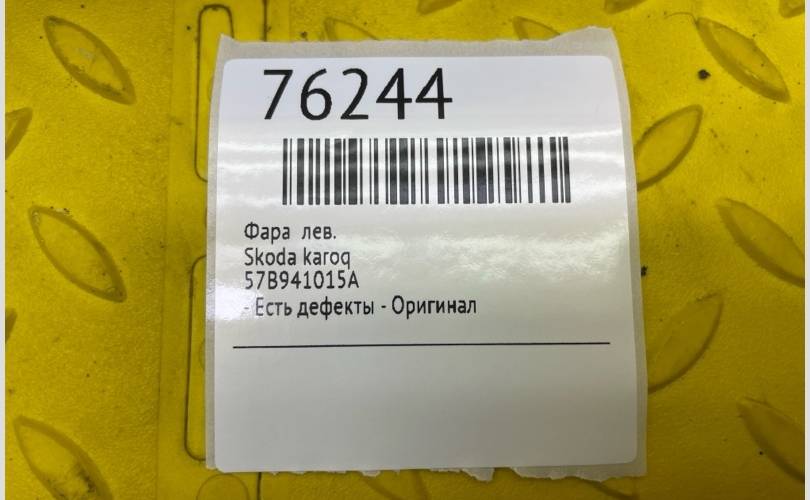 76244
Фара лев.
Skoda karoq
57B941015A
- Есть дефекты - Оригинал